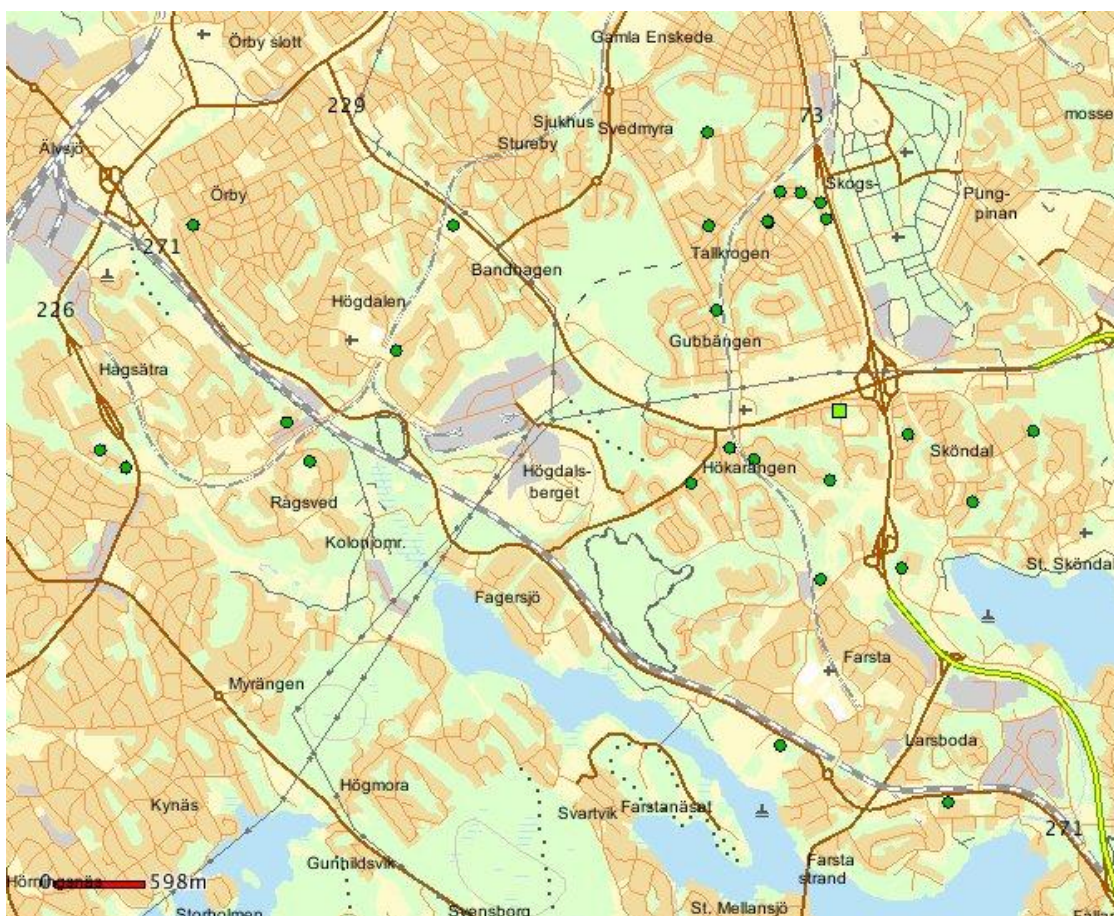 Gamla Enskede
Örby slott
229
73
mosse
Sjukhus
Svedmyra
Stureby
Älvsjö
Skogs-
Örby
Pung-
pinan
271
Tallkrogen
Bandhagen
Högdalen
226
Gubbängen
Hagsätra
Sköndal
Högdals-
berget
Hökarängen
Rågsved
Koloniomr.
St. Sköndal
Fagersjö
Farsta
Myrängen
Larsboda
Högmora
Kynäs
Svartvik
Farstanäset
271
Gunhildsvik
Farsta
strand
Hörningsnäs
0
598m
Storholmen
Svensborg
St. Mellansjö